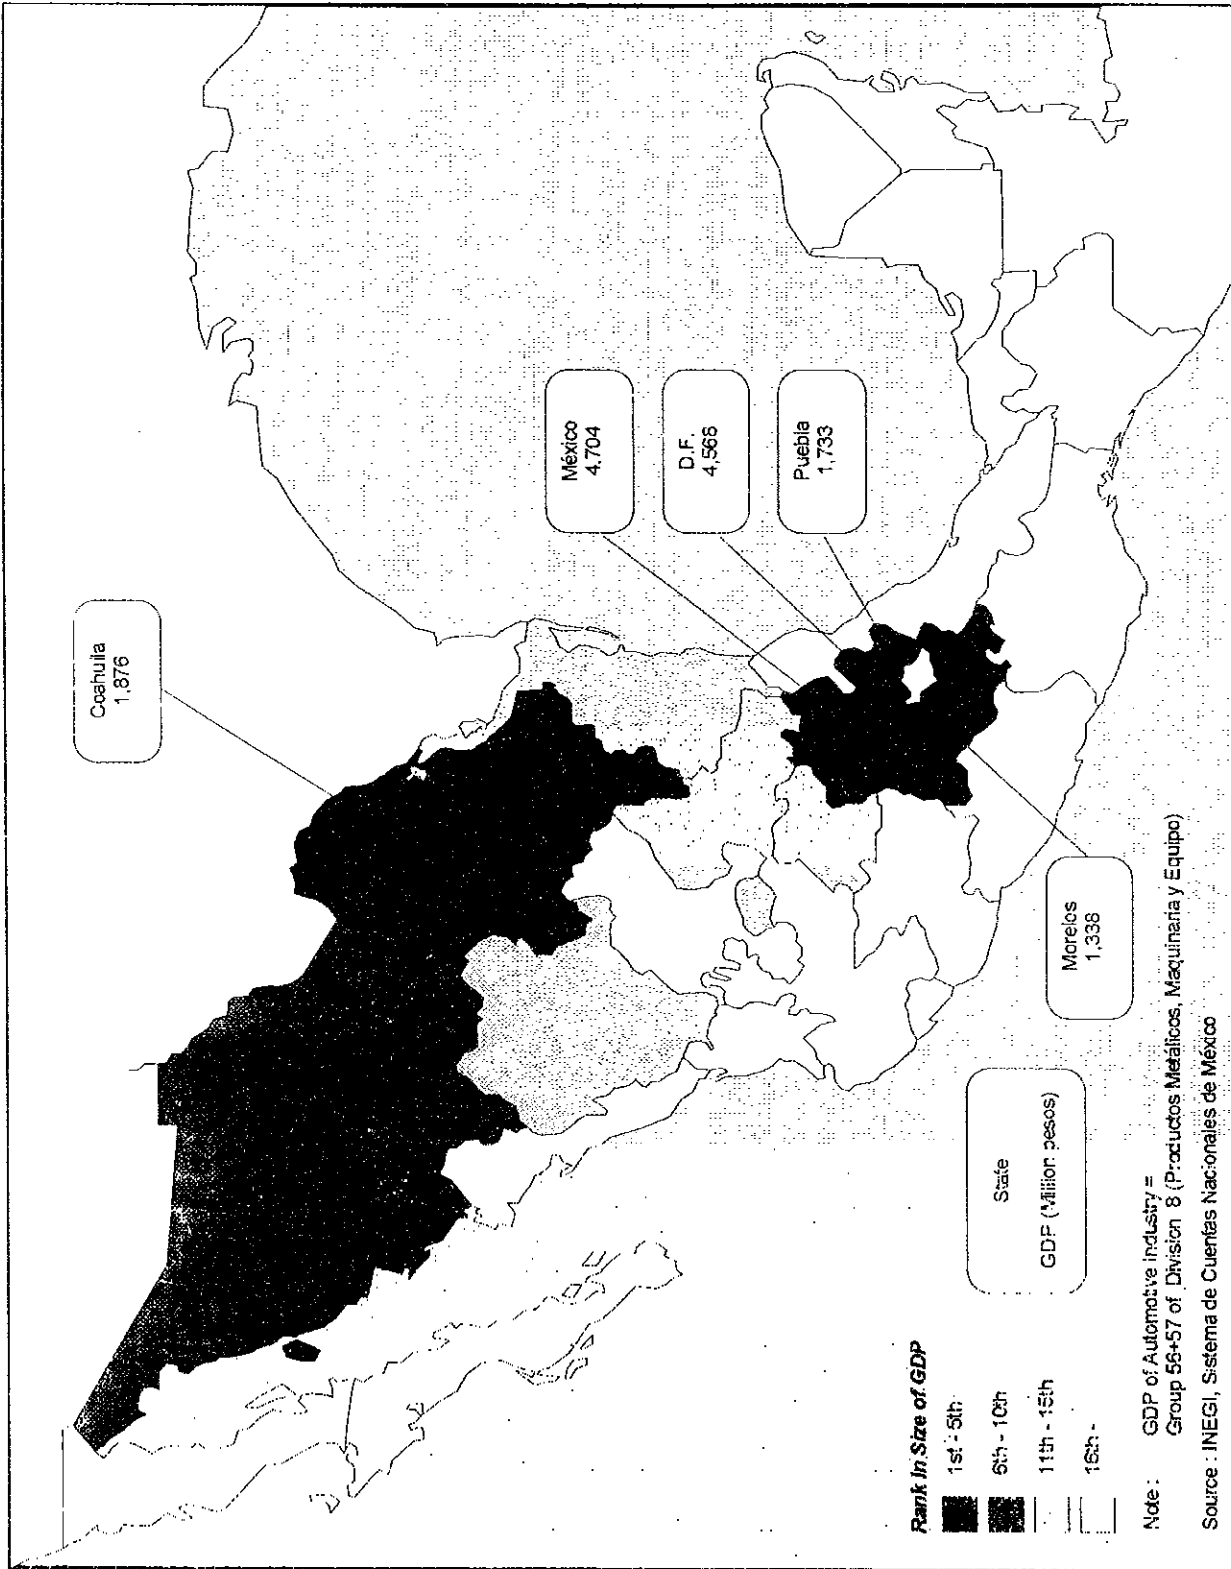 Coahuila
1,876
México
4,704
D.F.
4,566
Puebla
1,733
Morelos
1,338
State
GDP (Million pesos)
Rank In Size of GDP
1st - 5th
6th - 10th
11th - 15th
16th -
Note : GDP of Automotive industry =
Group 56+57 of Division 8 (Productos Metálicos, Maquinaria y Equipo)
Source : INEGI, Sistema de Cuentas Nacionales de México